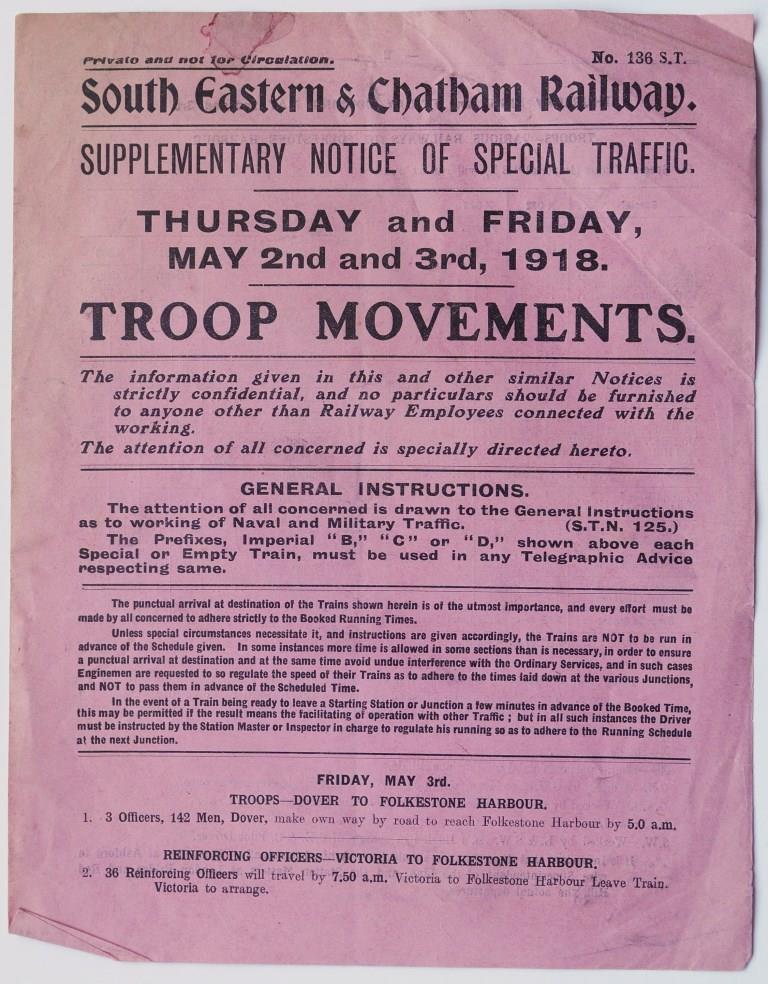 Private and not for Circulation.
No. 136 S.T.
South Eastern & Chatham Railway.
SUPPLEMENTARY NOTICE OF SPECIAL TRAFFIC.
THURSDAY and FRIDAY,
MAY 2nd and 3rd, 1918.
TROOP MOVEMENTS.
The information given in this and other similar Notices is
strictly confidential, and no particulars should be furnished
to anyone other than Railway Employees connected with the
working.
The attention of all concerned is specially directed hereto.
GENERAL INSTRUCTIONS.
The attention of all concerned is drawn to the General Instructions
as to working of Naval and Military Traffic. (S.T.N. 125.)
The Prefixes, Imperial "B," "C" or "D," shown above each
Special or Empty Train, must be used in any Telegraphic Advice
respecting same.
The punctual arrival at destination of the Trains shown herein is of the utmost importance, and every effort must be
made by all concerned to adhere strictly to the Booked Running Times.
Unless special circumstances necessitate it, and instructions are given accordingly, the Trains are NOT to be run in
advance of the Schedule given. In some instances more time is allowed in some sections than is necessary, in order to ensure
a punctual arrival at destination and at the same time avoid undue interference with the Ordinary Services, and in such cases
Enginemen are requested to so regulate the speed of their Trains as to adhere to the times laid down at the various Junctions,
and NOT to pass them in advance of the Scheduled Time.
In the event of a Train being ready to leave a Starting Station or Junction a few minutes in advance of the Booked Time,
this may be permitted if the result means the facilitating of operation with other Traffic ; but in all such instances the Driver
must be instructed by the Station Master or Inspector in charge to regulate his running so as to adhere to the Running Schedule
at the next Junction.
FRIDAY, MAY 3rd.
TROOPS—DOVER TO FOLKESTONE HARBOUR.
1. 3 Officers, 142 Men, Dover, make own way by road to reach Folkestone Harbour by 5.0 a.m.
REINFORCING OFFICERS—VICTORIA TO FOLKESTONE HARBOUR.
2. 36 Reinforcing Officers will travel by 7.50 a.m. Victoria to Folkestone Harbour Leave Train.
Victoria to arrange.